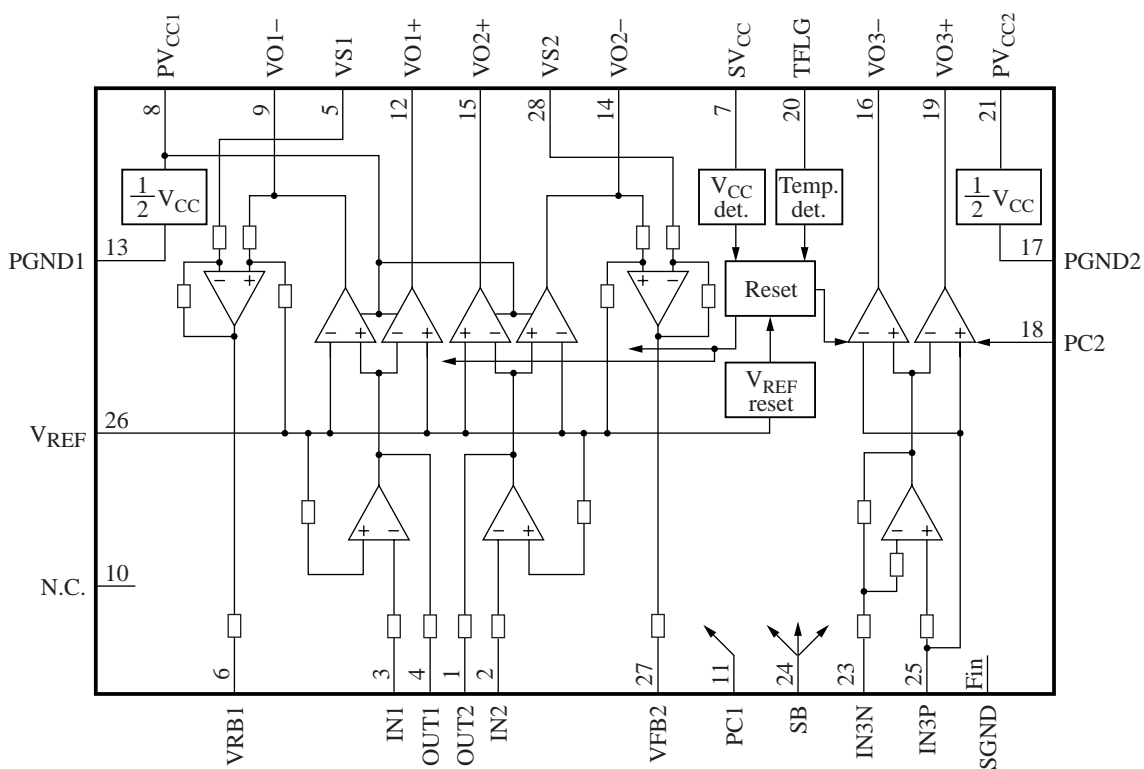 PVCC1
VO1−
VS1
VO1+
VO2+
VS2
VO2−
SVCC
TFLG
VO3−
VO3+
PVCC2
8
9
5
12
15
28
14
7
20
16
19
21
1/2 VCC
VCC det.
Temp. det.
1/2 VCC
PGND1
13
17
PGND2
− +
+ −
Reset
− +
− +
+ −
+ −
− +
− +
18
PC2
VREF reset
VREF
26
+ −
− +
− +
N.C.
10
6
3
4
1
2
27
11
24
23
25
Fin
VRB1
IN1
OUT1
OUT2
IN2
VFB2
PC1
SB
IN3N
IN3P
SGND